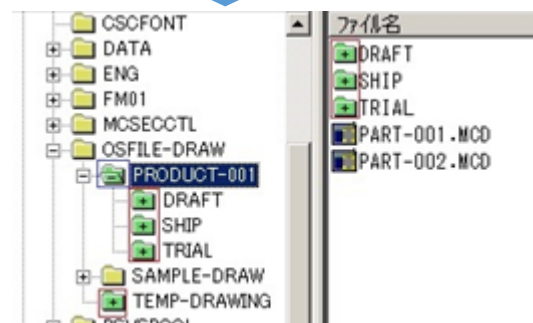 CSCFONT
DATA
ENG
FM01
MCSECCTL
OSFILE-DRAW
PRODUCT-001
DRAFT
SHIP
TRIAL
SAMPLE-DRAW
TEMP-DRAWING
ファイル名
DRAFT
SHIP
TRIAL
PART-001.MCD
PART-002.MCD